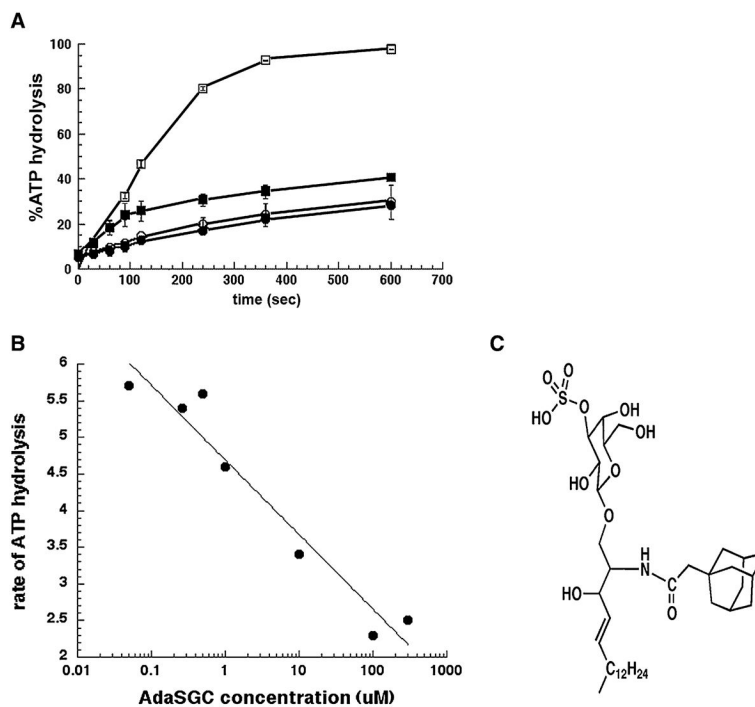 A
%ATP hydrolysis
100
80
60
40
20
0
0 100 200 300 400 500 600 700
time (sec)
B
rate of ATP hydrolysis
6
5.5
5
4.5
4
3.5
3
2.5
2
0.01 0.1 1 10 100 1000
AdaSGC concentration (uM)
C
O O
S O OH
HO
OH
O
HO
O
H
N
HO C
O
C12H24